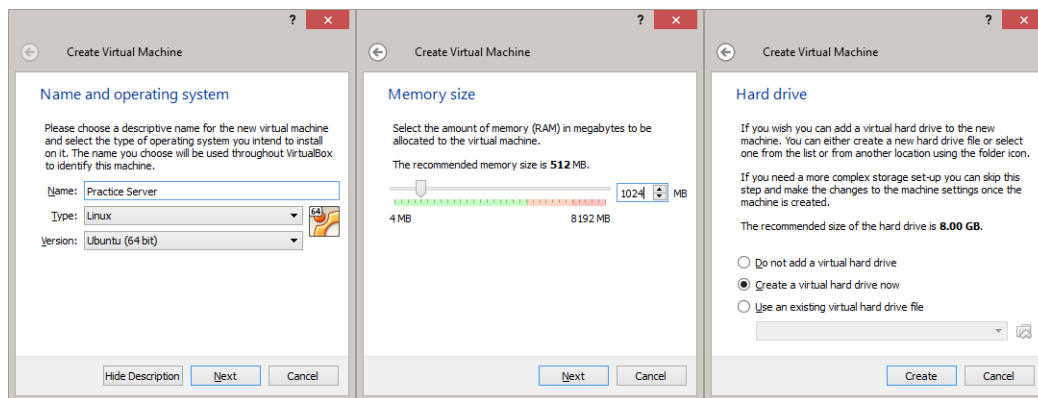 ?
Create Virtual Machine
Name and operating system
Please choose a descriptive name for the new virtual machine
and select the type of operating system you intend to install
on it. The name you choose will be used throughout VirtualBox
to identify this machine.
Name: Practice Server
Type: Linux
64
Version: Ubuntu (64 bit)
Hide Description Next Cancel
?
Create Virtual Machine
Memory size
Select the amount of memory (RAM) in megabytes to be
allocated to the virtual machine.
The recommended memory size is 512 MB.
1024 MB
4 MB 8192 MB
Next Cancel
?
Create Virtual Machine
Hard drive
If you wish you can add a virtual hard drive to the new
machine. You can either create a new hard drive file or select
one from the list or from another location using the folder icon.
If you need a more complex storage set-up you can skip this
step and make the changes to the machine settings once the
machine is created.
The recommended size of the hard drive is 8.00 GB.
Do not add a virtual hard drive
Create a virtual hard drive now
Use an existing virtual hard drive file
Create Cancel